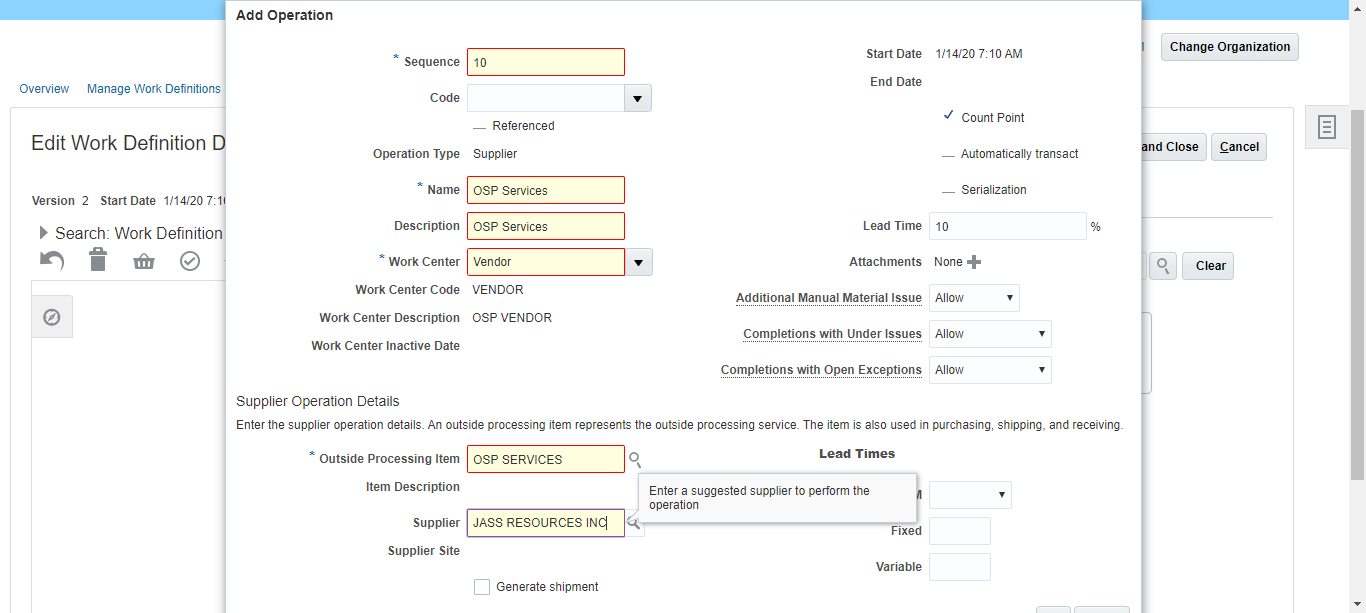 Add Operation
* Sequence 10
Code
Referenced
Operation Type Supplier
* Name OSP Services
Description OSP Services
* Work Center Vendor
Work Center Code VENDOR
Work Center Description OSP VENDOR
Work Center Inactive Date
Start Date 1/14/20 7:10 AM
End Date
Count Point
Automatically transact
Serialization
Lead Time 10 %
Attachments None
Additional Manual Material Issue Allow
Completions with Under Issues Allow
Completions with Open Exceptions Allow
Supplier Operation Details
Enter the supplier operation details. An outside processing item represents the outside processing service. The item is also used in purchasing, shipping, and receiving.
* Outside Processing Item OSP SERVICES
Item Description
Supplier JASS RESOURCES INC
Supplier Site
Generate shipment
Enter a suggested supplier to perform the
operation
Lead Times
Fixed
Variable
Change Organization
Overview Manage Work Definitions
Edit Work Definition D
and Close Cancel
Version 2 Start Date 1/14/20 7:1
Search: Work Definition
Clear